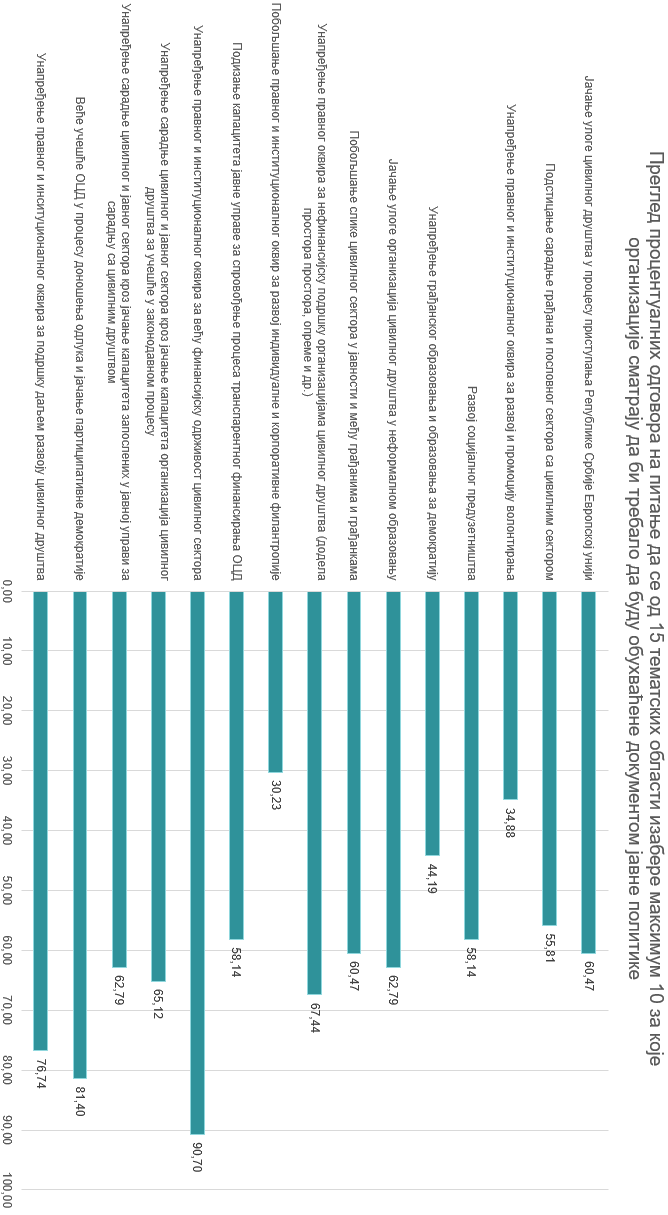 Преглед процентуалних одговора на питање да се од 15 тематских области изабере максимум 10 за које
организације сматрају да би требало да буду обухваћене документом јавне политике
Јачање улоге цивилног друштва у процесу приступања Републике Србије Европској унији
60,47
Подстицање сарадње грађана и пословног сектора са цивилним сектором
55,81
Унапређење правног и институционалног оквира за развој и промоцију волонтирања
34,88
Развој социјалног предузетништва
58,14
Унапређење грађанског образовања и образовања за демократију
44,19
Јачање улоге организација цивилног друштва у неформалном образовању
62,79
Побољшање слике цивилног сектора у јавности и међу грађанима и грађанкама
60,47
Унапређење правног оквира за нефинансијску подршку организацијама цивилног друштва (додела
простора простора, опреме и др.)
67,44
Побољшање правног и институционалног оквир за развој индивидуалне и корпоративне филантропије
30,23
Подизање капацитета јавне управе за спровођење процеса транспарентног финансирања ОЦД
58,14
Унапређење правног и институционалног оквира за већу финансијску одрживост цивилног сектора
90,70
Унапређење сарадње цивилног и јавног сектора кроз јачање капацитета организација цивилног
друштва за учешће у законодавном процесу
65,12
Унапређење сарадње цивилног и јавног сектора кроз јачање капацитета запослених у јавној управи за
сарадњу са цивилним друштвом
62,79
Веће учешће ОЦД у процесу доношења одлука и јачање партиципативне демократије
81,40
Унапређење правног и инситуционалног оквира за подршку даљем развоју цивилног друштва
76,74
0,00 10,00 20,00 30,00 40,00 50,00 60,00 70,00 80,00 90,00 100,00